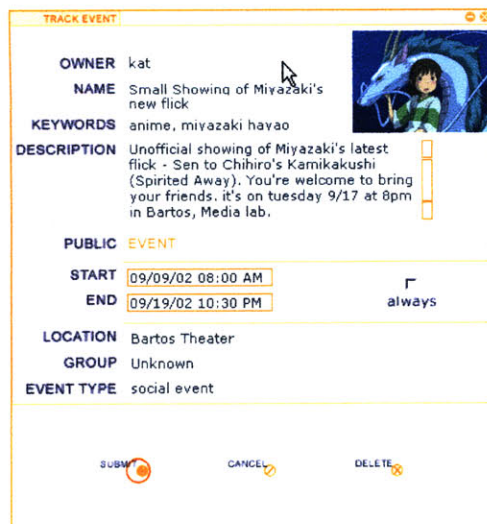 TRACK EVENT
OWNER kat
NAME Small Showing of Miyazaki's
new flick
KEYWORDS anime, miyazaki hayao
DESCRIPTION Unofficial showing of Miyazaki's latest
flick - Sen to Chihiro's Kamikakushi
(Spirited Away). You're welcome to bring
your friends. it's on tuesday 9/17 at 8pm
in Bartos, Media lab.
PUBLIC EVENT
START 09/09/02 08:00 AM
END 09/19/02 10:30 PM
always
LOCATION Bartos Theater
GROUP Unknown
EVENT TYPE social event
SUBMIT CANCEL DELETE